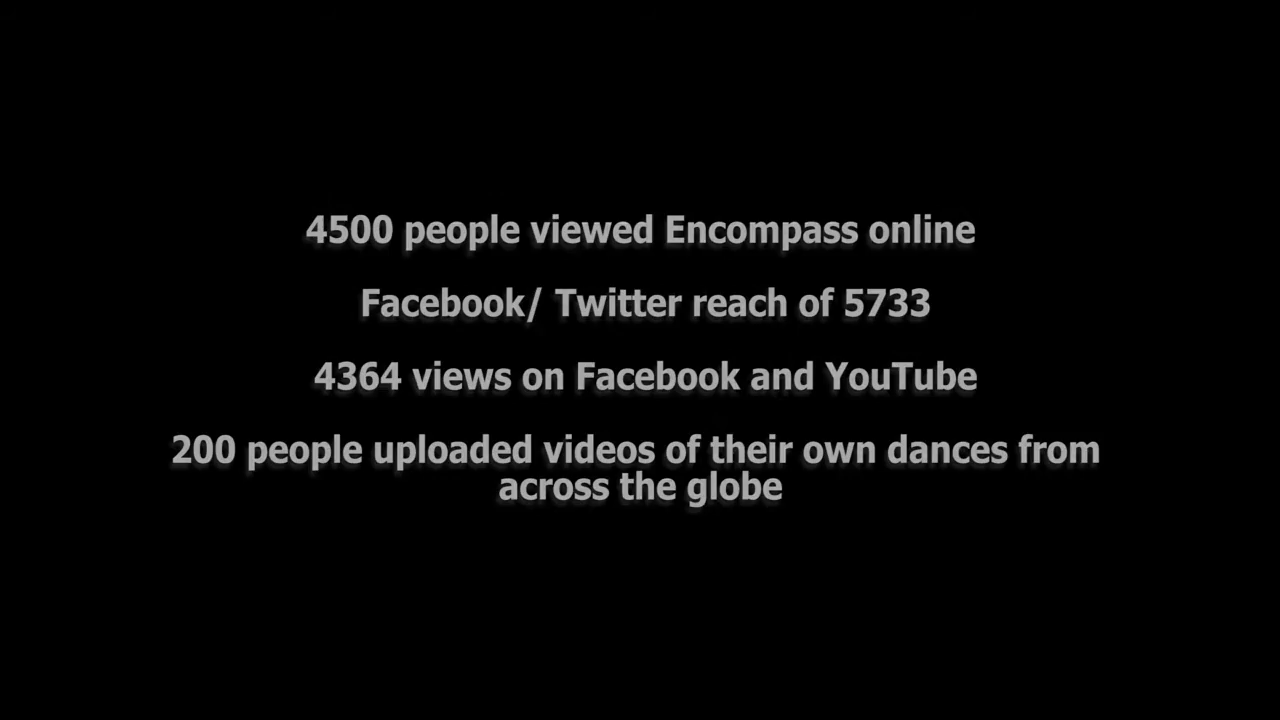 4500 people viewed Encompass online
Facebook/ Twitter reach of 5733
4364 views on Facebook and YouTube
200 people uploaded videos of their own dances from
across the globe